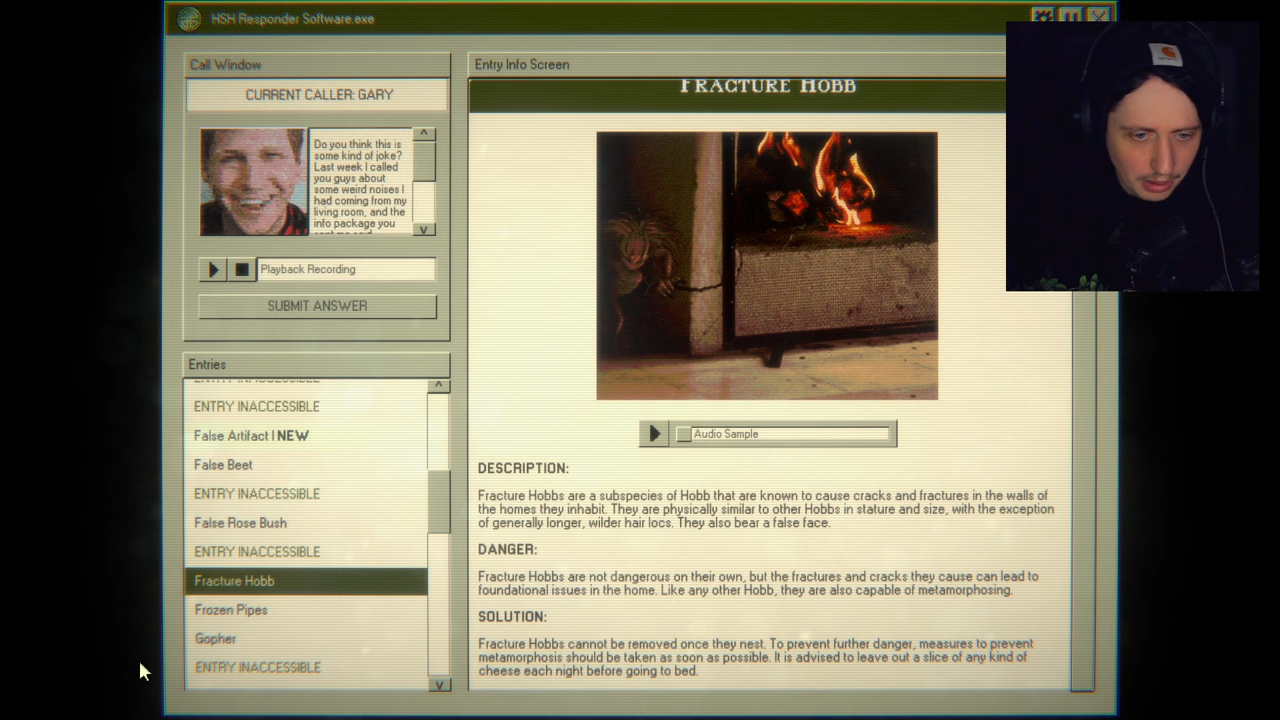 HSH Responder Software.exe
Call Window
CURRENT CALLER: GARY
Do you think this is
some kind of joke?
Last week I called
you guys about
some weird noises I
had coming from my
living room, and the
info package you
Playback Recording
SUBMIT ANSWER
Entries
ENTRY INACCESSIBLE
ENTRY INACCESSIBLE
False Artifact | NEW
False Beet
ENTRY INACCESSIBLE
False Rose Bush
ENTRY INACCESSIBLE
Fracture Hobb
Frozen Pipes
Gopher
ENTRY INACCESSIBLE
Entry Info Screen
FRACTURE HOBB
Audio Sample
DESCRIPTION:
Fracture Hobbs are a subspecies of Hobb that are known to cause cracks and fractures in the walls of
the homes they inhabit. They are physically similar to other Hobbs in stature and size, with the exception
of generally longer, wilder hair locs. They also bear a false face.
DANGER:
Fracture Hobbs are not dangerous on their own, but the fractures and cracks they cause can lead to
foundational issues in the home. Like any other Hobb, they are also capable of metamorphosing.
SOLUTION:
Fracture Hobbs cannot be removed once they nest. To prevent further danger, measures to prevent
metamorphosis should be taken as soon as possible. It is advised to leave out a slice of any kind of
cheese each night before going to bed.